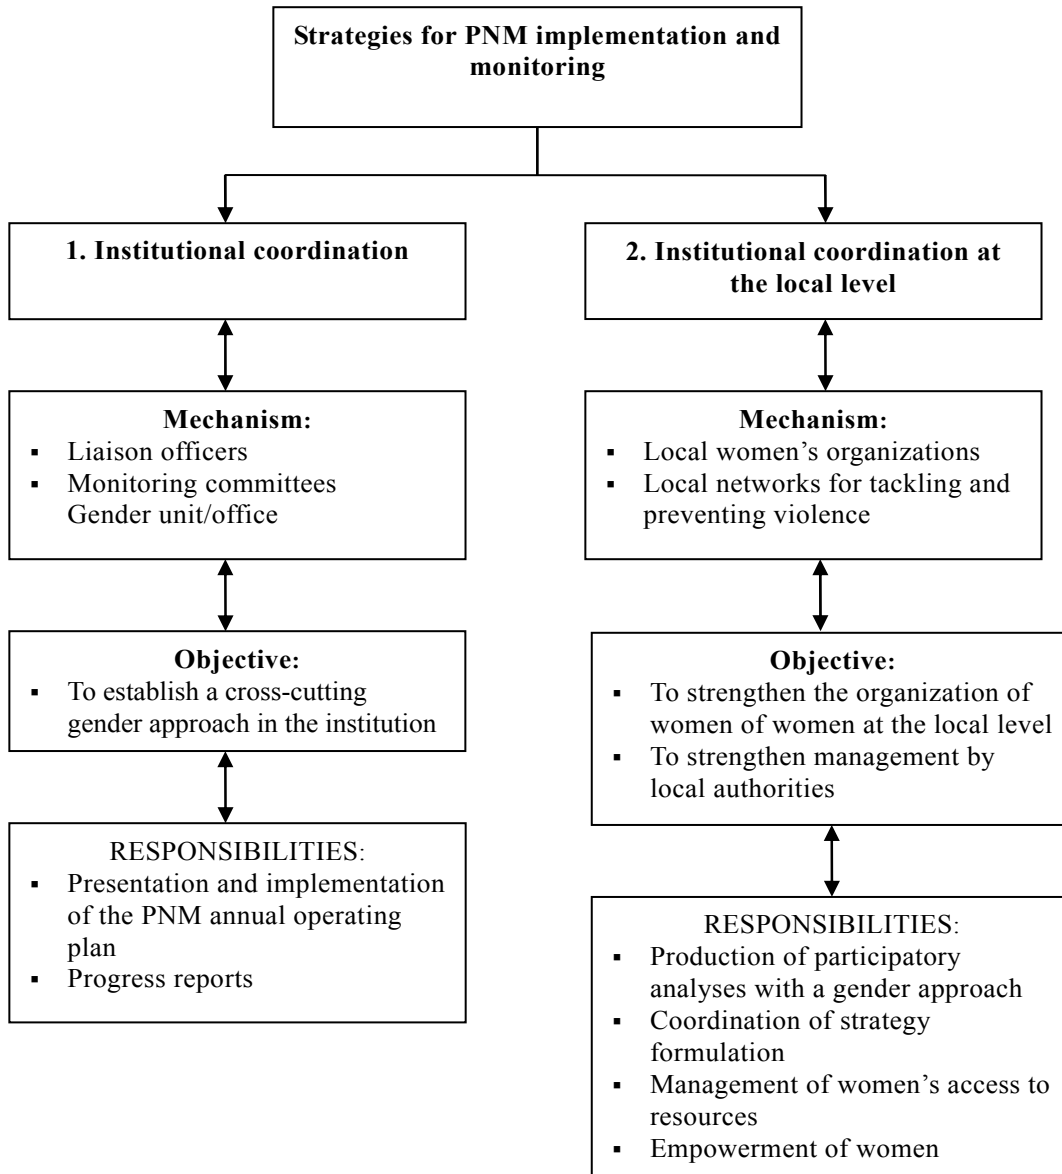 Strategies for PNM implementation and
monitoring
1. Institutional coordination
Mechanism:
▪ Liaison officers
▪ Monitoring committees
Gender unit/office
Objective:
▪ To establish a cross-cutting
gender approach in the institution
RESPONSIBILITIES:
▪ Presentation and implementation
of the PNM annual operating
plan
▪ Progress reports
2. Institutional coordination at
the local level
Mechanism:
▪ Local women’s organizations
▪ Local networks for tackling and
preventing violence
Objective:
▪ To strengthen the organization of
women of women at the local level
▪ To strengthen management by
local authorities
RESPONSIBILITIES:
▪ Production of participatory
analyses with a gender approach
▪ Coordination of strategy
formulation
▪ Management of women’s access to
resources
▪ Empowerment of women